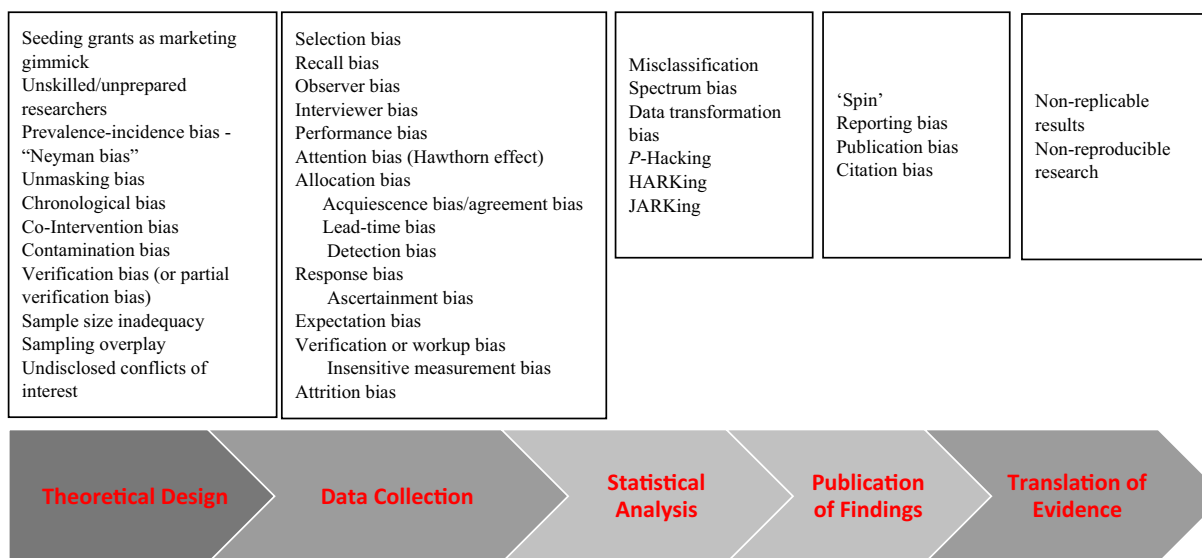 Seeding grants as marketing
gimmick
Unskilled/unprepared
researchers
Prevalence-incidence bias -
“Neyman bias”
Unmasking bias
Chronological bias
Co-Intervention bias
Contamination bias
Verification bias (or partial
verification bias)
Sample size inadequacy
Sampling overplay
Undisclosed conflicts of
interest
Selection bias
Recall bias
Observer bias
Interviewer bias
Performance bias
Attention bias (Hawthorn effect)
Allocation bias
Acquiescence bias/agreement bias
Lead-time bias
Detection bias
Response bias
Ascertainment bias
Expectation bias
Verification or workup bias
Insensitive measurement bias
Attrition bias
Misclassification
Spectrum bias
Data transformation
bias
P-Hacking
HARKing
JARKing
‘Spin’
Reporting bias
Publication bias
Citation bias
Non-replicable
results
Non-reproducible
research
Theoretical Design
Data Collection
Statistical
Analysis
Publication
of Findings
Translation of
Evidence